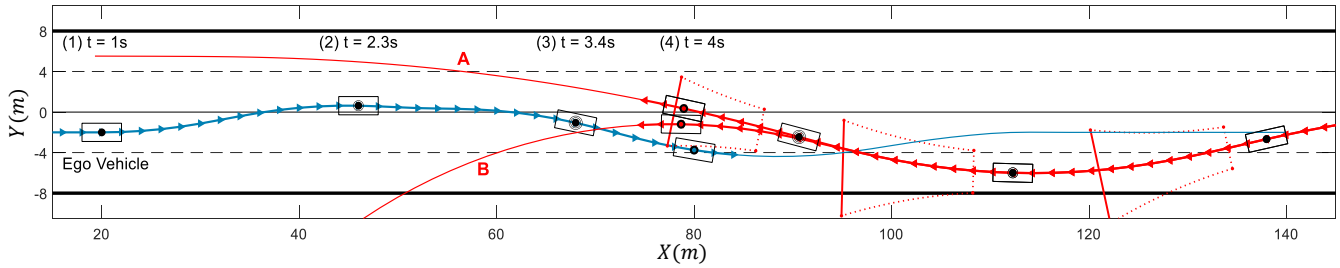 (1) t = 1s (2) t = 2.3s (3) t = 3.4s (4) t = 4s
A
B
Ego Vehicle
Y(m)
8
4
0
-4
-8
20 40 60 80 100 120 140
X(m)